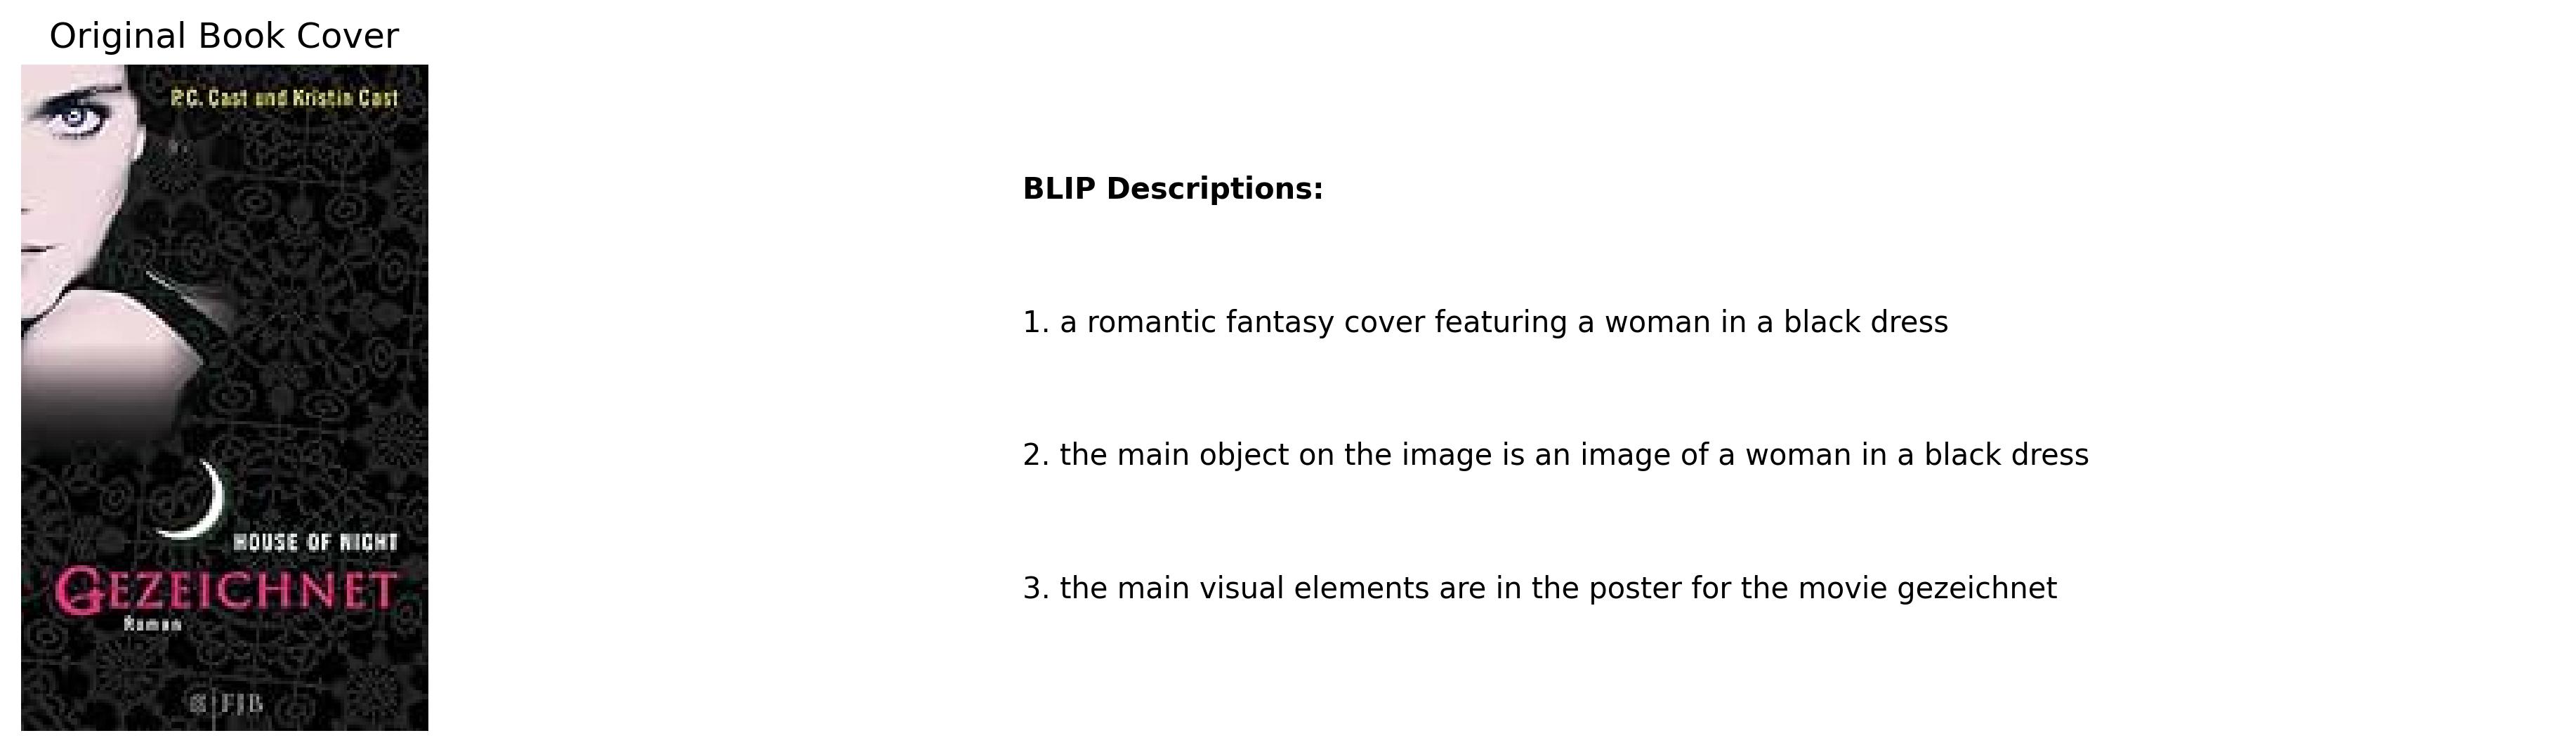 Original Book Cover
P.C. Cast und Kristin Cast
HOUSE OF NIGHT
GEZEICHNET
Roman
FJB
BLIP Descriptions:
1. a romantic fantasy cover featuring a woman in a black dress
2. the main object on the image is an image of a woman in a black dress
3. the main visual elements are in the poster for the movie gezeichnet